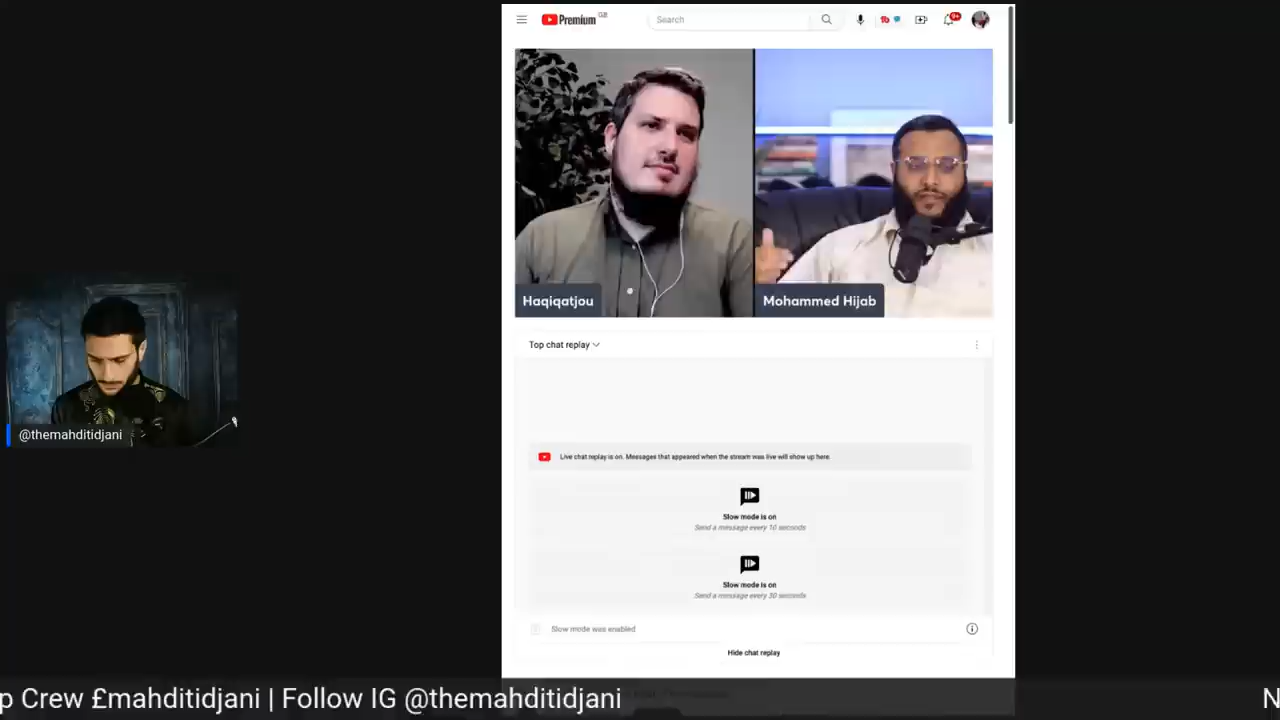 Premium GB
Search
9+
Haqiqatjou
Mohammed Hijab
@themahditidjani
Top chat replay
Live chat replay is on. Messages that appeared when the stream was live will show up here.
Slow mode is on
Send a message every 10 seconds
Slow mode is on
Send a message every 30 seconds
Slow mode was enabled
Hide chat replay
p Crew £mahditidjani | Follow IG @themahditidjani
N